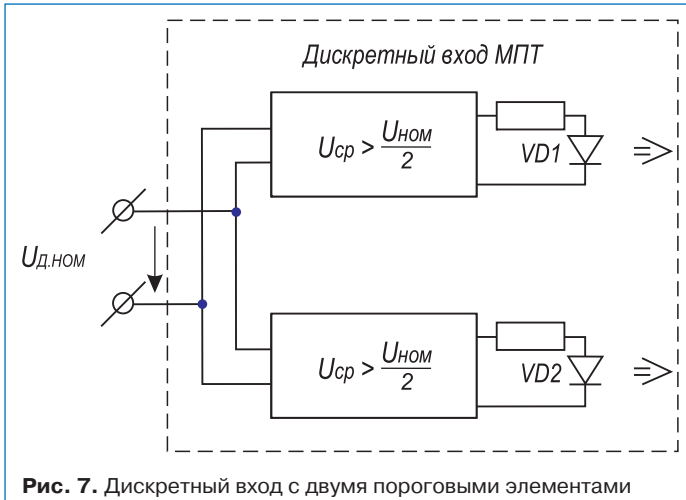 Дискретный вход МПТ
Uср > Uном/2
VD1
Uд.ном
Uср > Uном/2
VD2
Рис. 7. Дискретный вход с двумя пороговыми элементами